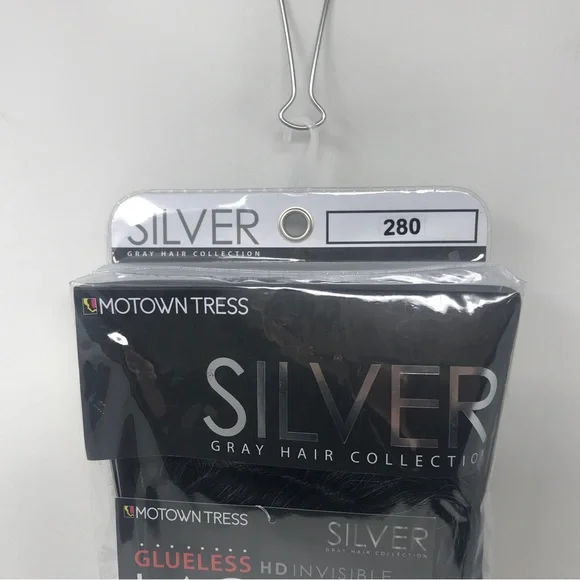 SILVER
GRAY HAIR COLLECTION
280
MOTOWN TRESS
SILVER
GRAY HAIR COLLECTION
MOTOWN TRESS
SILVER
GRAY HAIR COLLECTION
GLUELESS HD INVISIBLE